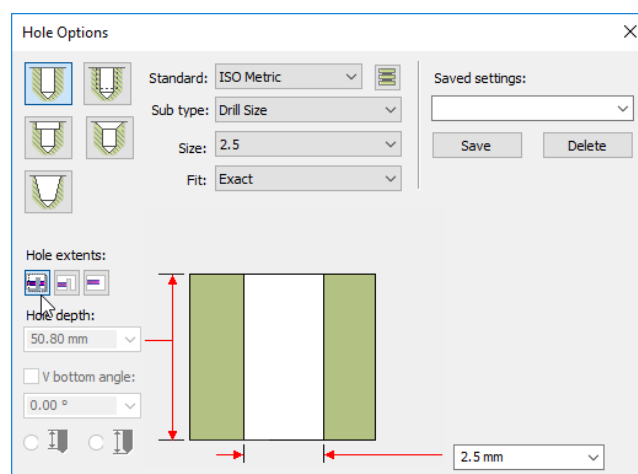 Hole Options
Standard: ISO Metric
Saved settings:
Sub type: Drill Size
Size: 2.5
Save Delete
Fit: Exact
Hole extents:
Hole depth:
50.80 mm
V bottom angle:
0.00 °
2.5 mm